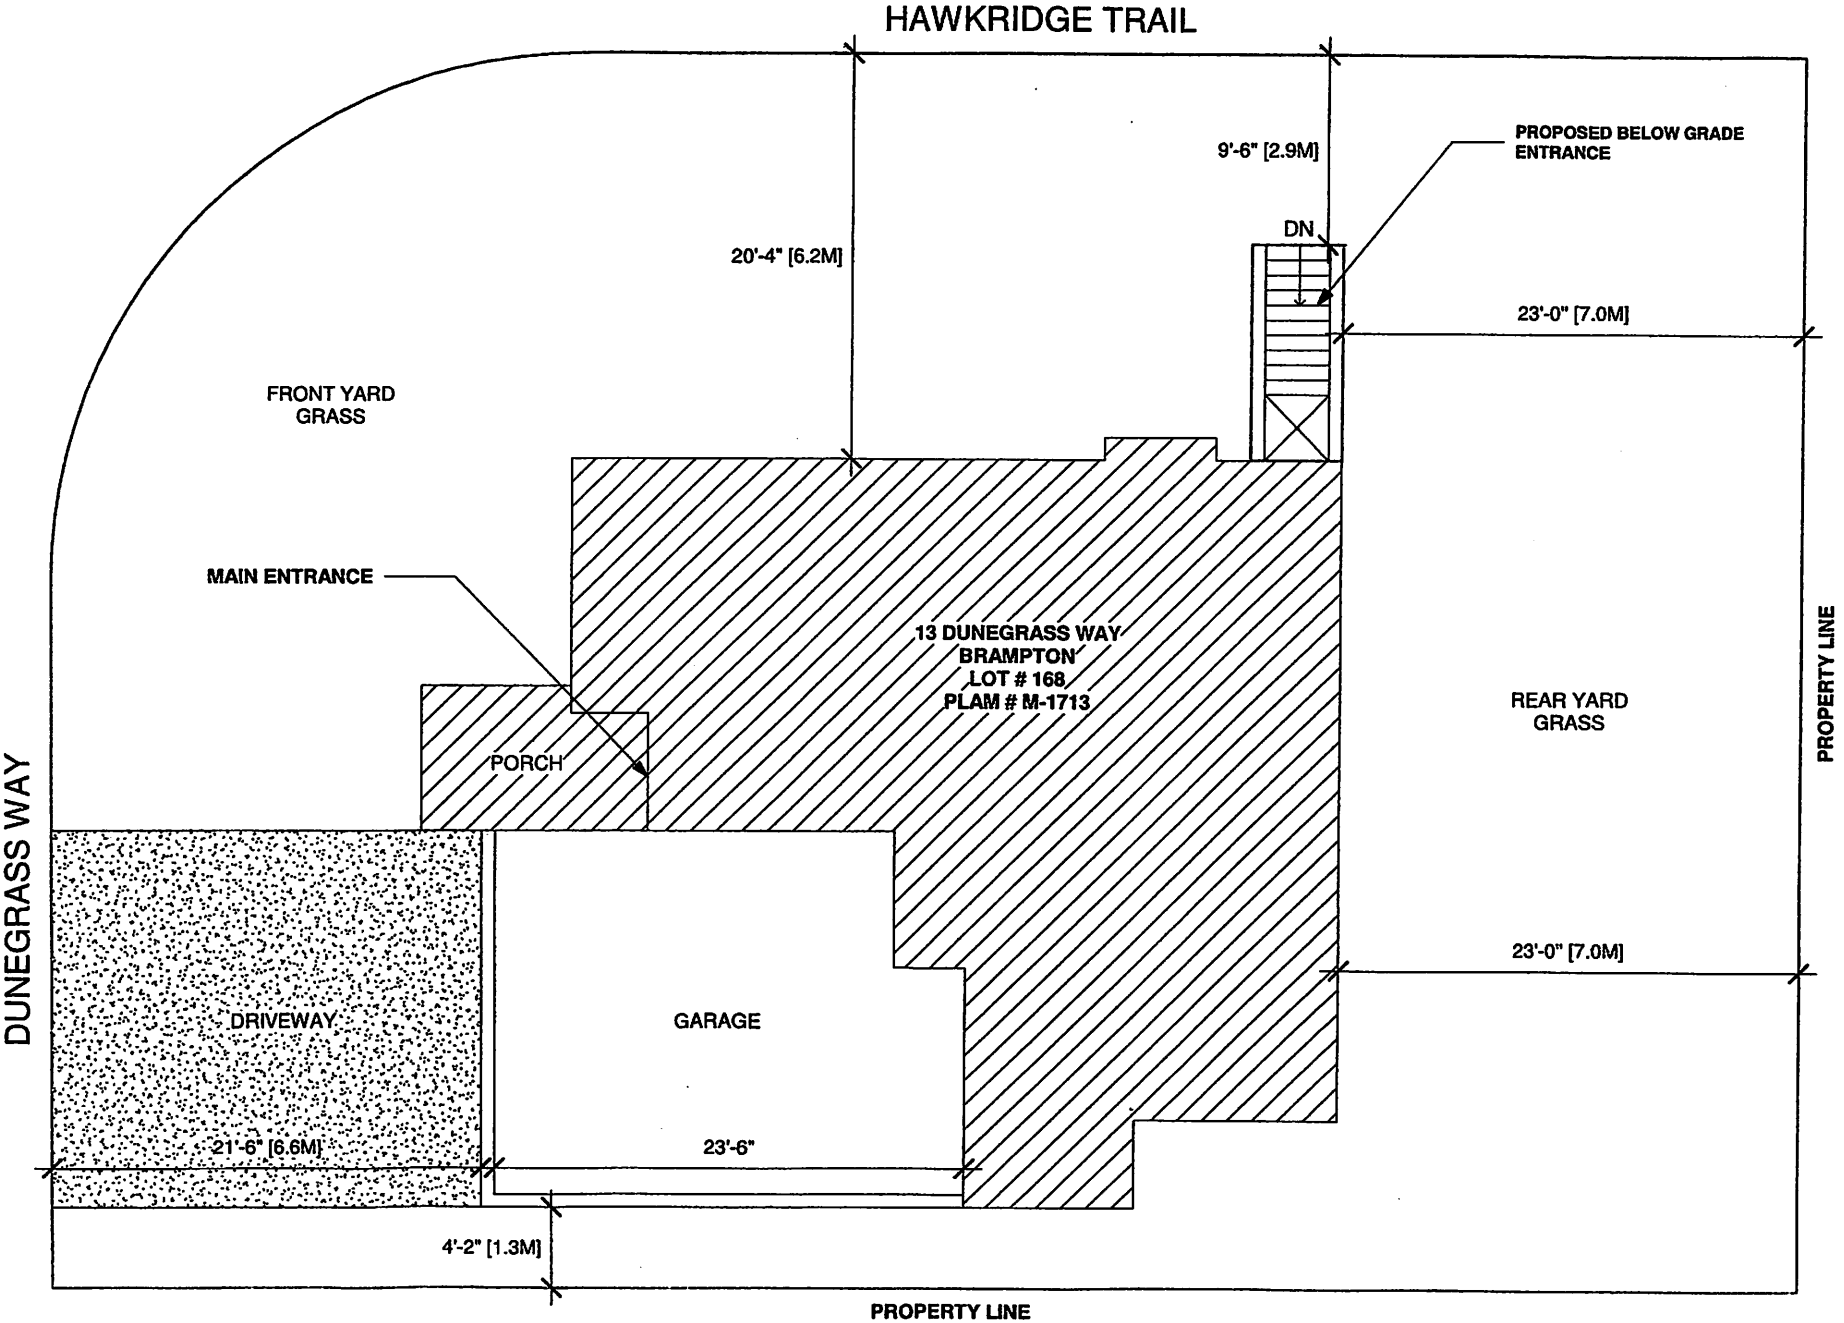 HAWKRIDGE TRAIL
PROPOSED BELOW GRADE
ENTRANCE
9'-6" [2.9M]
DN
20'-4" [6.2M]
23'-0" [7.0M]
FRONT YARD
GRASS
MAIN ENTRANCE
13 DUNEGRASS WAY
BRAMPTON
LOT # 168
PLAM # M-1713
REAR YARD
GRASS
PROPERTY LINE
PORCH
DUNEGRASS WAY
23'-0" [7.0M]
DRIVEWAY
GARAGE
21'-6" [6.6M]
23'-6"
4'-2" [1.3M]
PROPERTY LINE